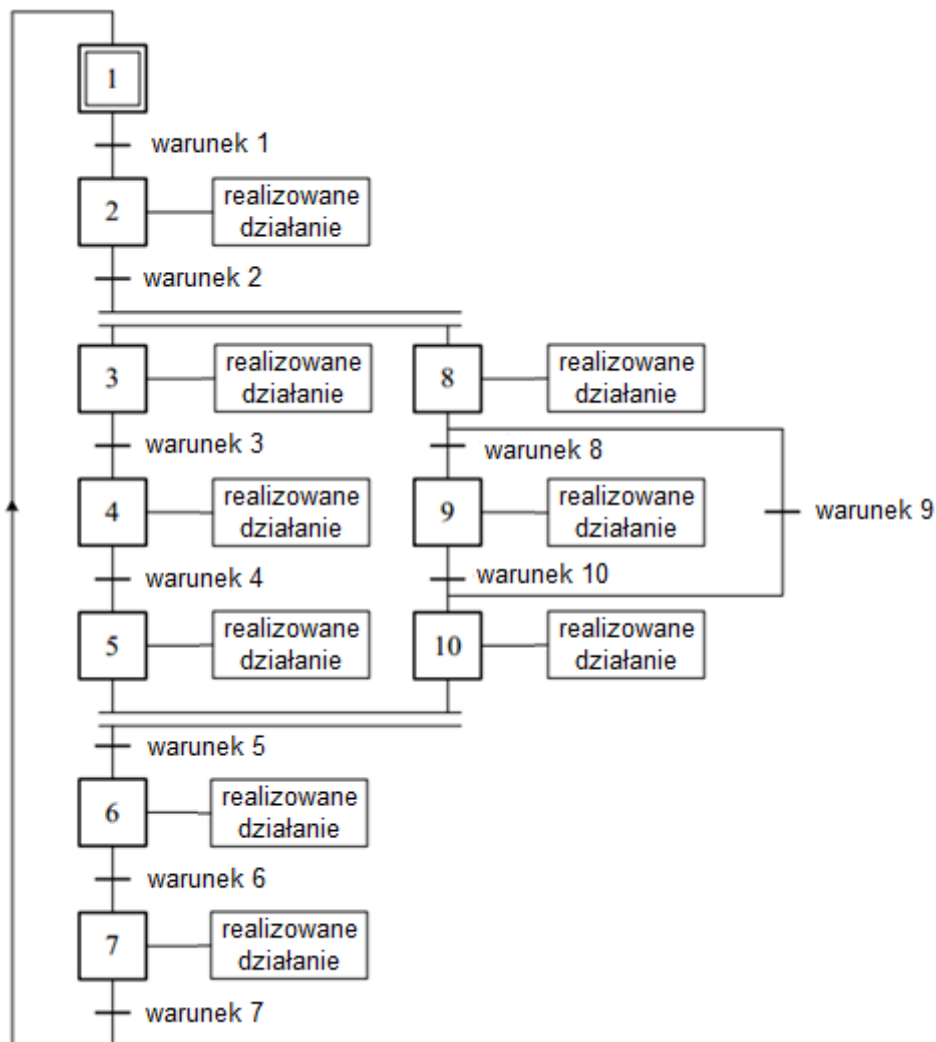 1
warunek 1
2
realizowane
działanie
warunek 2
3
realizowane
działanie
8
realizowane
działanie
warunek 3
warunek 8
4
realizowane
działanie
9
realizowane
działanie
warunek 9
warunek 4
warunek 10
5
realizowane
działanie
10
realizowane
działanie
warunek 5
6
realizowane
działanie
warunek 6
7
realizowane
działanie
warunek 7